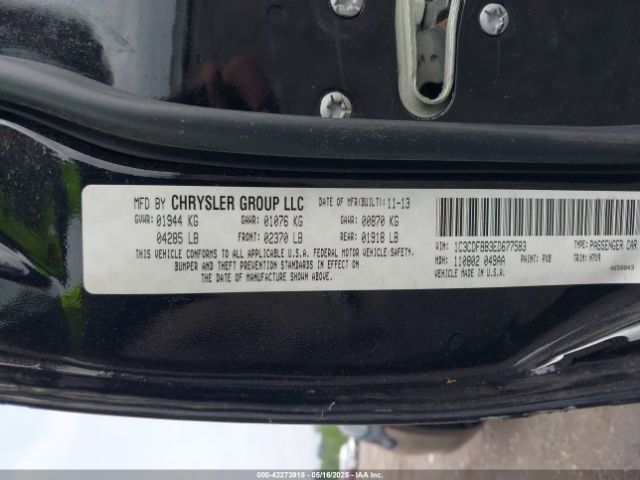 MFD BY CHRYSLER GROUP LLC DATE OF MFR(BUILT): 11-13
GVWR: 01944 KG GAWR: 01076 KG GAWR: 00870 KG
04285 LB FRONT: 02370 LB REAR: 01918 LB
THIS VEHICLE CONFORMS TO ALL APPLICABLE U.S.A. FEDERAL MOTOR VEHICLE SAFETY,
BUMPER AND THEFT PREVENTION STANDARDS IN EFFECT ON
THE DATE OF MANUFACTURE SHOWN ABOVE.
VIN: 1C3CDFBB3ED677583 TYPE: PASSENGER CAR
MDH: 110802 049AA PAINT: PXB TRIM: HPX9
VEHICLE MADE IN U.S.A.
000-42273918 - 05/16/2025 - IAA Inc.